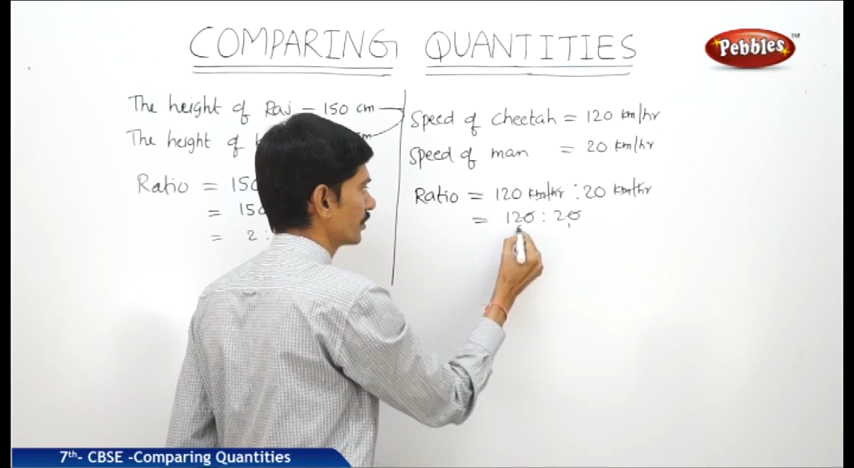 COMPARING QUANTITIES
Pebbles™
The height of Raj = 150 cm
The height of
Ratio = 150
= 150
= 2 :
Speed of cheetah = 120 km/hr
Speed of man = 20 km/hr
Ratio = 120 km/hr : 20 km/hr
= 120 : 20
7th- CBSE -Comparing Quantities